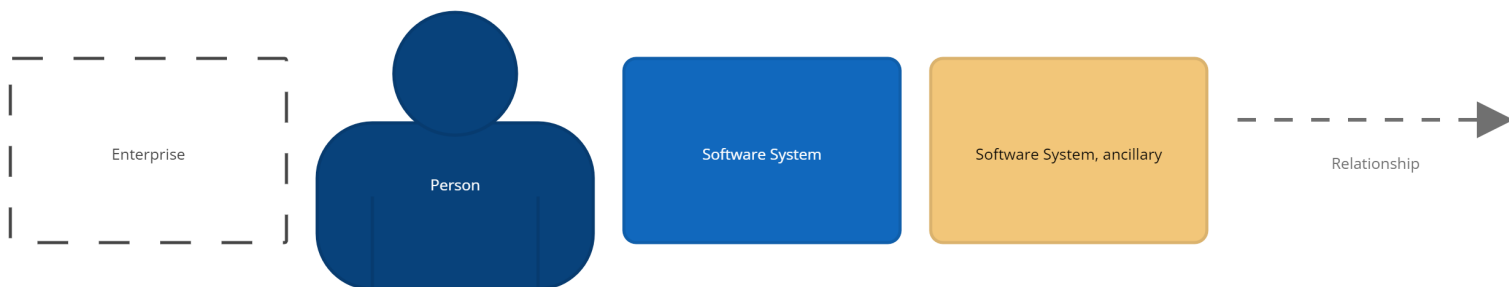 Enterprise
Person
Software System
Software System, ancillary
Relationship